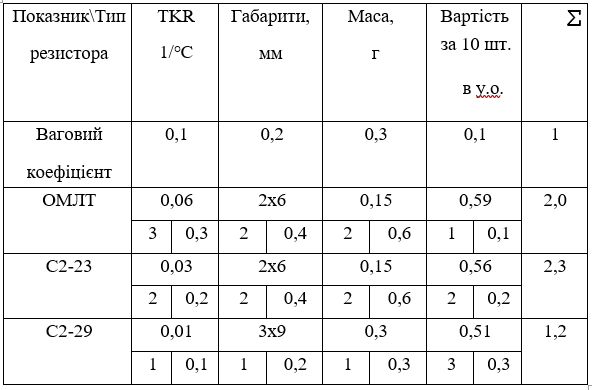 Показник\Тип резистора | TKR 1/°С | Габарити, мм | Маса, г | Вартість за 10 шт. в у.о. | Σ
Ваговий коефіцієнт | 0,1 | 0,2 | 0,3 | 0,1 | 1
ОМЛТ | 0,06 | 2х6 | 0,15 | 0,59 | 2,0
3 | 0,3 | 2 | 0,4 | 2 | 0,6 | 1 | 0,1
С2-23 | 0,03 | 2х6 | 0,15 | 0,56 | 2,3
2 | 0,2 | 2 | 0,4 | 2 | 0,6 | 2 | 0,2
С2-29 | 0,01 | 3х9 | 0,3 | 0,51 | 1,2
1 | 0,1 | 1 | 0,2 | 1 | 0,3 | 3 | 0,3